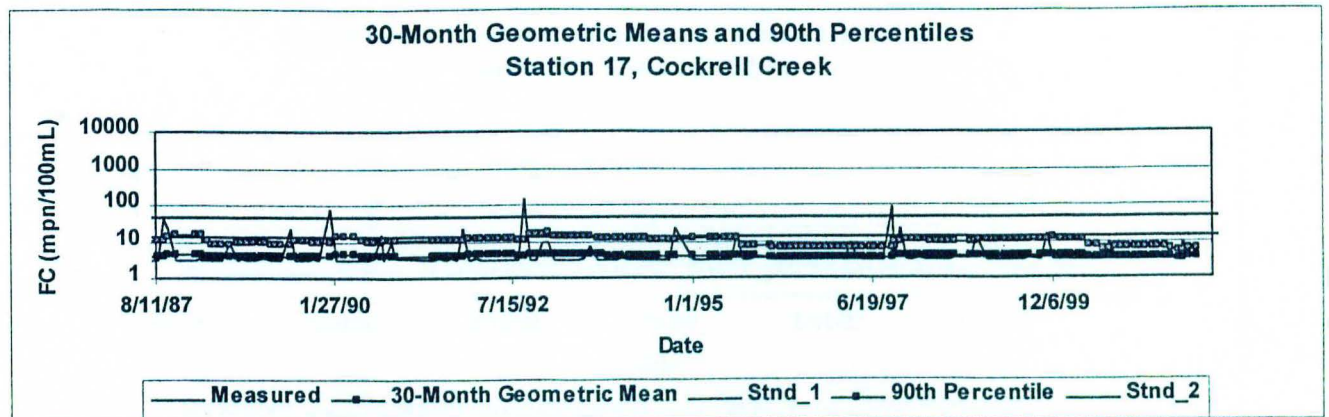 30-Month Geometric Means and 90th Percentiles
Station 17, Cockrell Creek
FC (mpn/100mL)
10000
1000
100
10
1
8/11/87 1/27/90 7/15/92 1/1/95 6/19/97 12/6/99
Date
Measured 30-Month Geometric Mean Stnd_1 90th Percentile Stnd_2